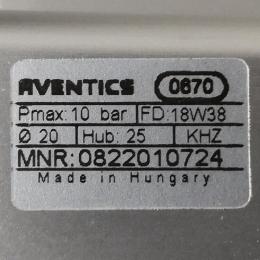 AVENTICS 0670
Pmax: 10 bar FD: 18W38
Ø 20 Hub: 25 KHZ
MNR: 0822010724
Made in Hungary